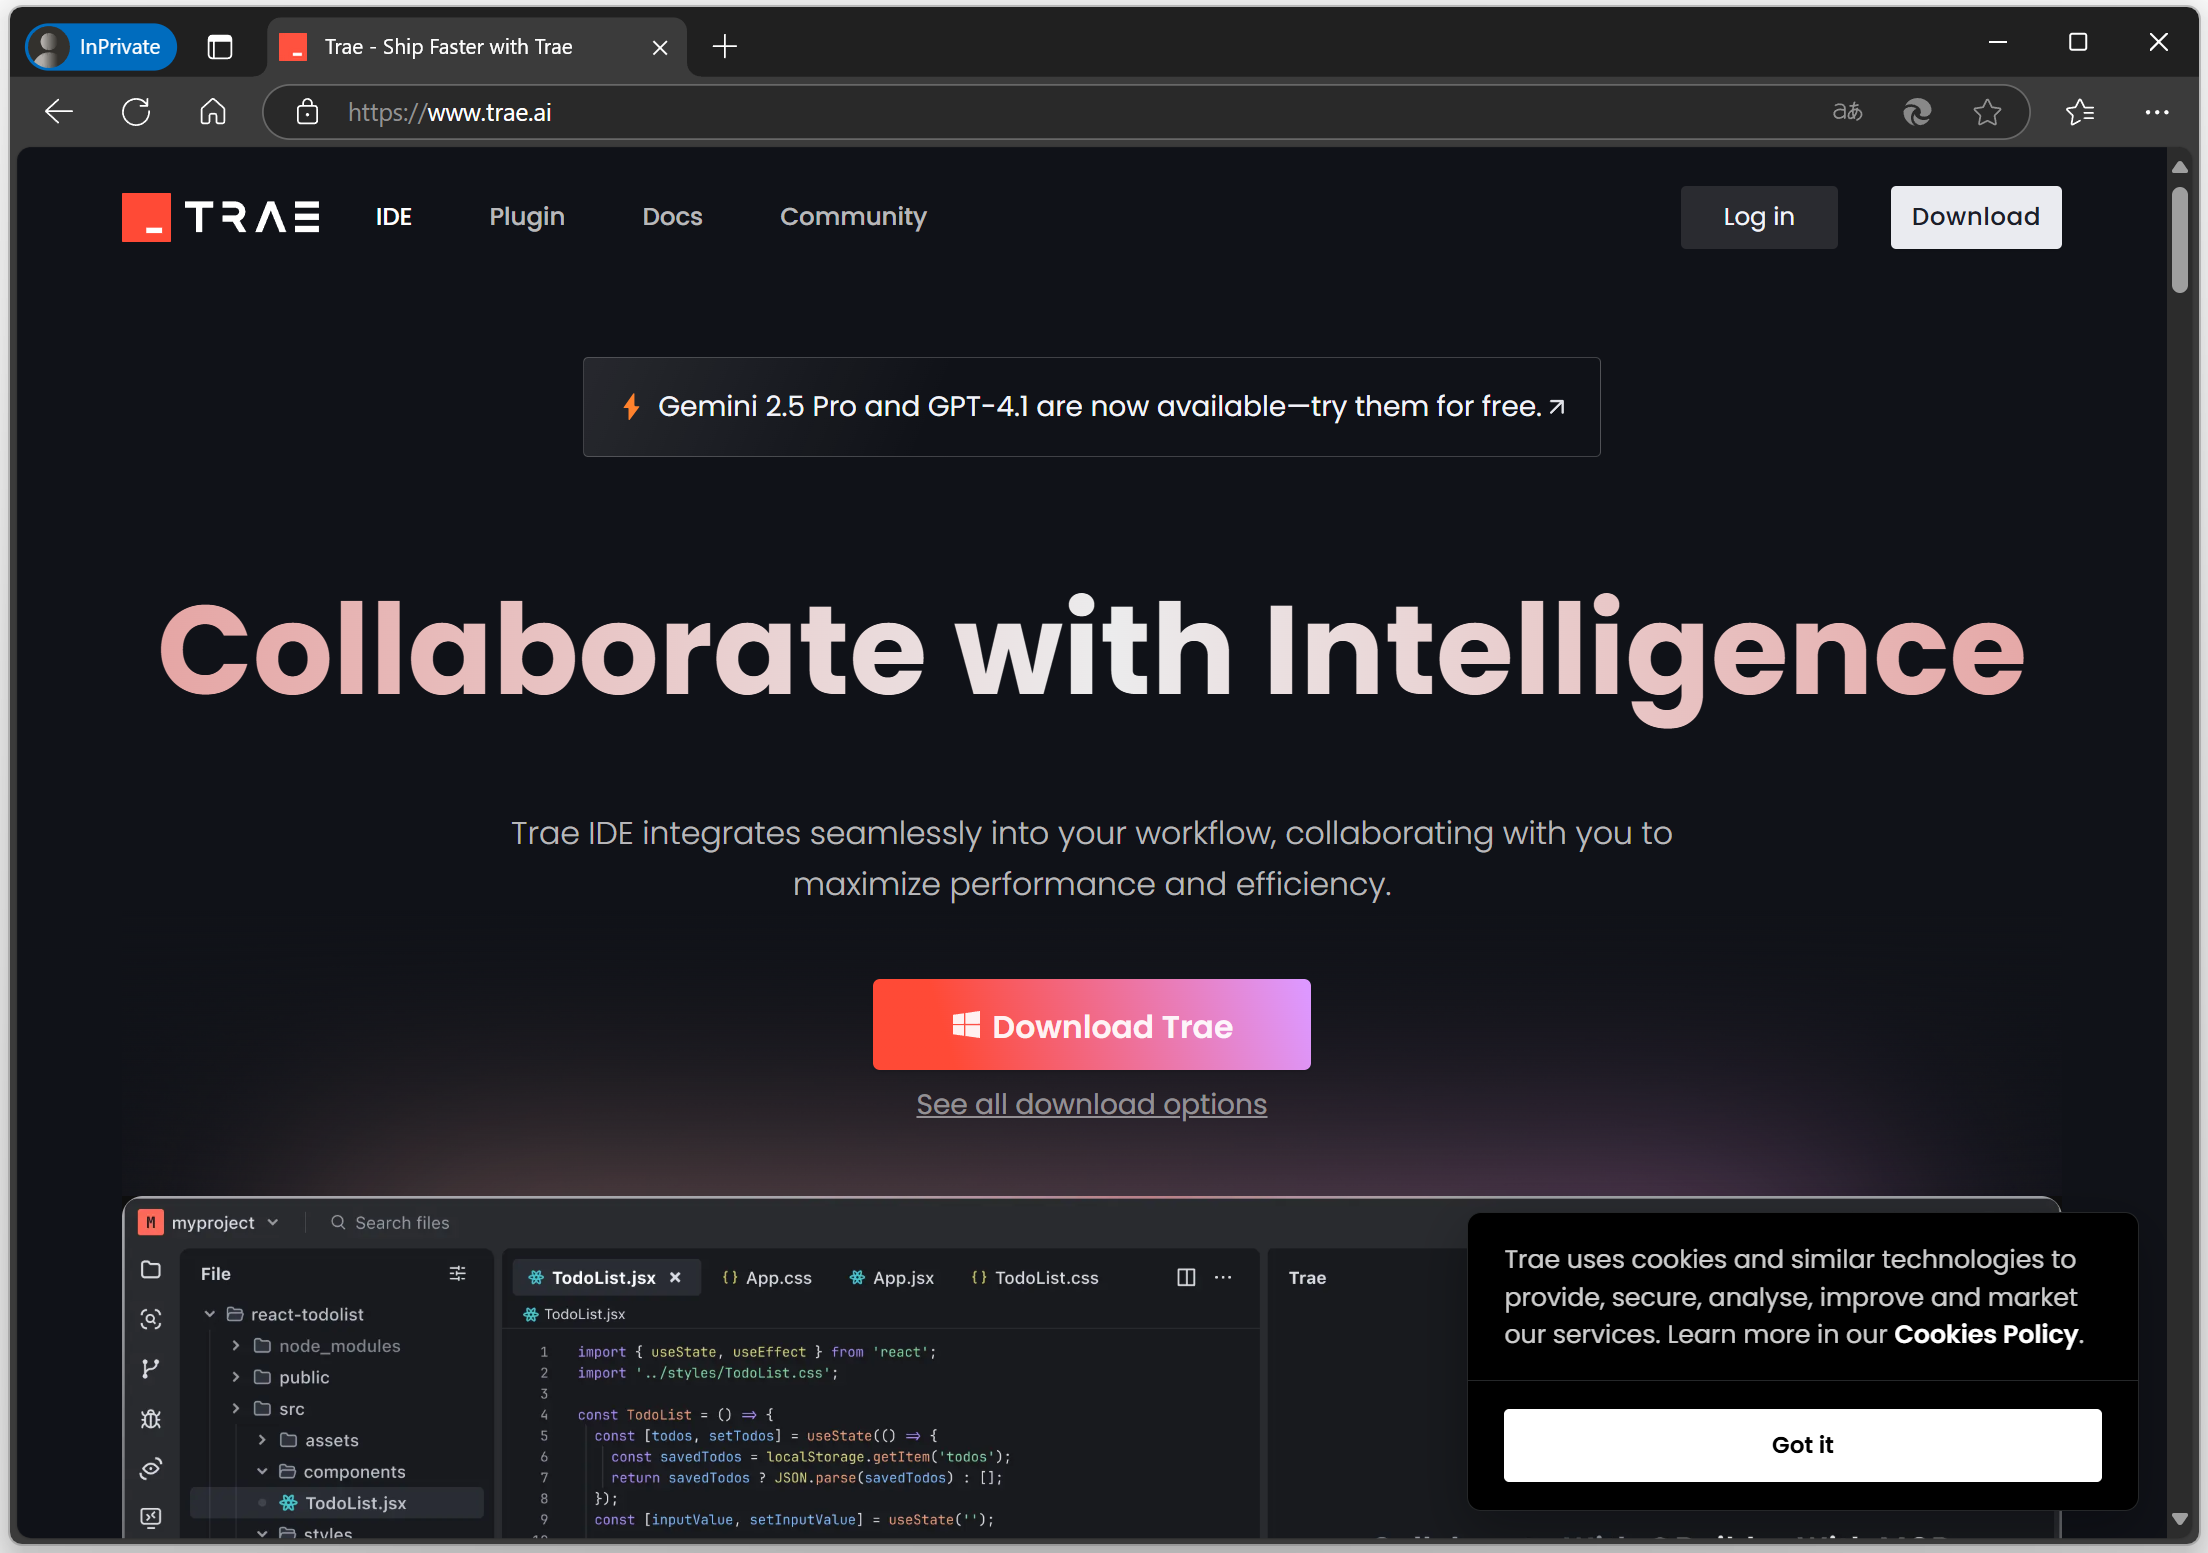 InPrivate
Trae - Ship Faster with Trae
https://www.trae.ai
aあ
TRAE
IDE
Plugin
Docs
Community
Log in
Download
Gemini 2.5 Pro and GPT-4.1 are now available—try them for free.
Collaborate with Intelligence
Trae IDE integrates seamlessly into your workflow, collaborating with you to
maximize performance and efficiency.
Download Trae
See all download options
M
myproject
Search files
File
react-todolist
node_modules
public
src
assets
components
TodoList.jsx
styles
TodoList.jsx
{} App.css
App.jsx
{} TodoList.css
TodoList.jsx
1 import { useState, useEffect } from 'react';
2 import '../styles/TodoList.css';
3
4 const TodoList = () => {
5 const [todos, setTodos] = useState(() => {
6 const savedTodos = localStorage.getItem('todos');
7 return savedTodos ? JSON.parse(savedTodos) : [];
8 });
9 const [inputValue, setInputValue] = useState('');
10
Trae
Trae uses cookies and similar technologies to
provide, secure, analyse, improve and market
our services. Learn more in our Cookies Policy.
Got it